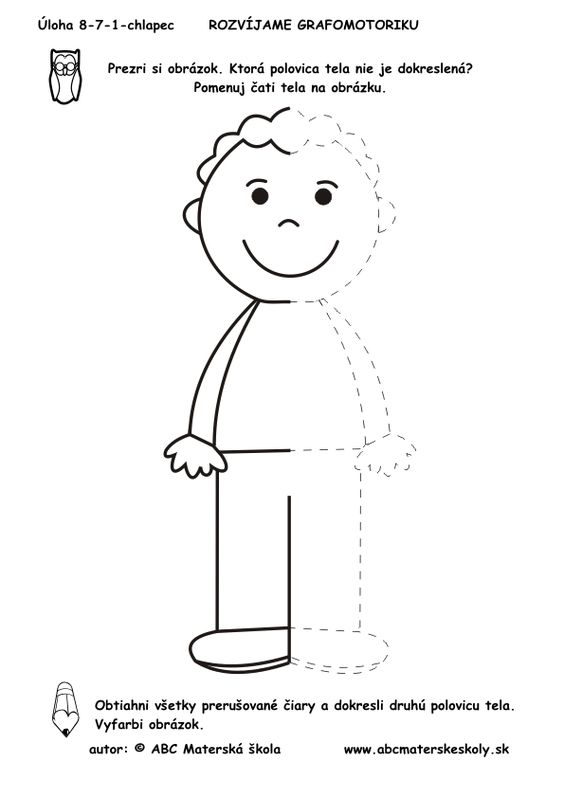 Úloha 8-7-1-chlapec ROZVÍJAME GRAFOMOTORIKU
Prezri si obrázok. Ktorá polovica tela nie je dokreslená?
Pomenuj čati tela na obrázku.
Obtiahni všetky prerušované čiary a dokresli druhú polovicu tela.
Vyfarbi obrázok.
autor: © ABC Materská škola www.abcmaterskeskoly.sk